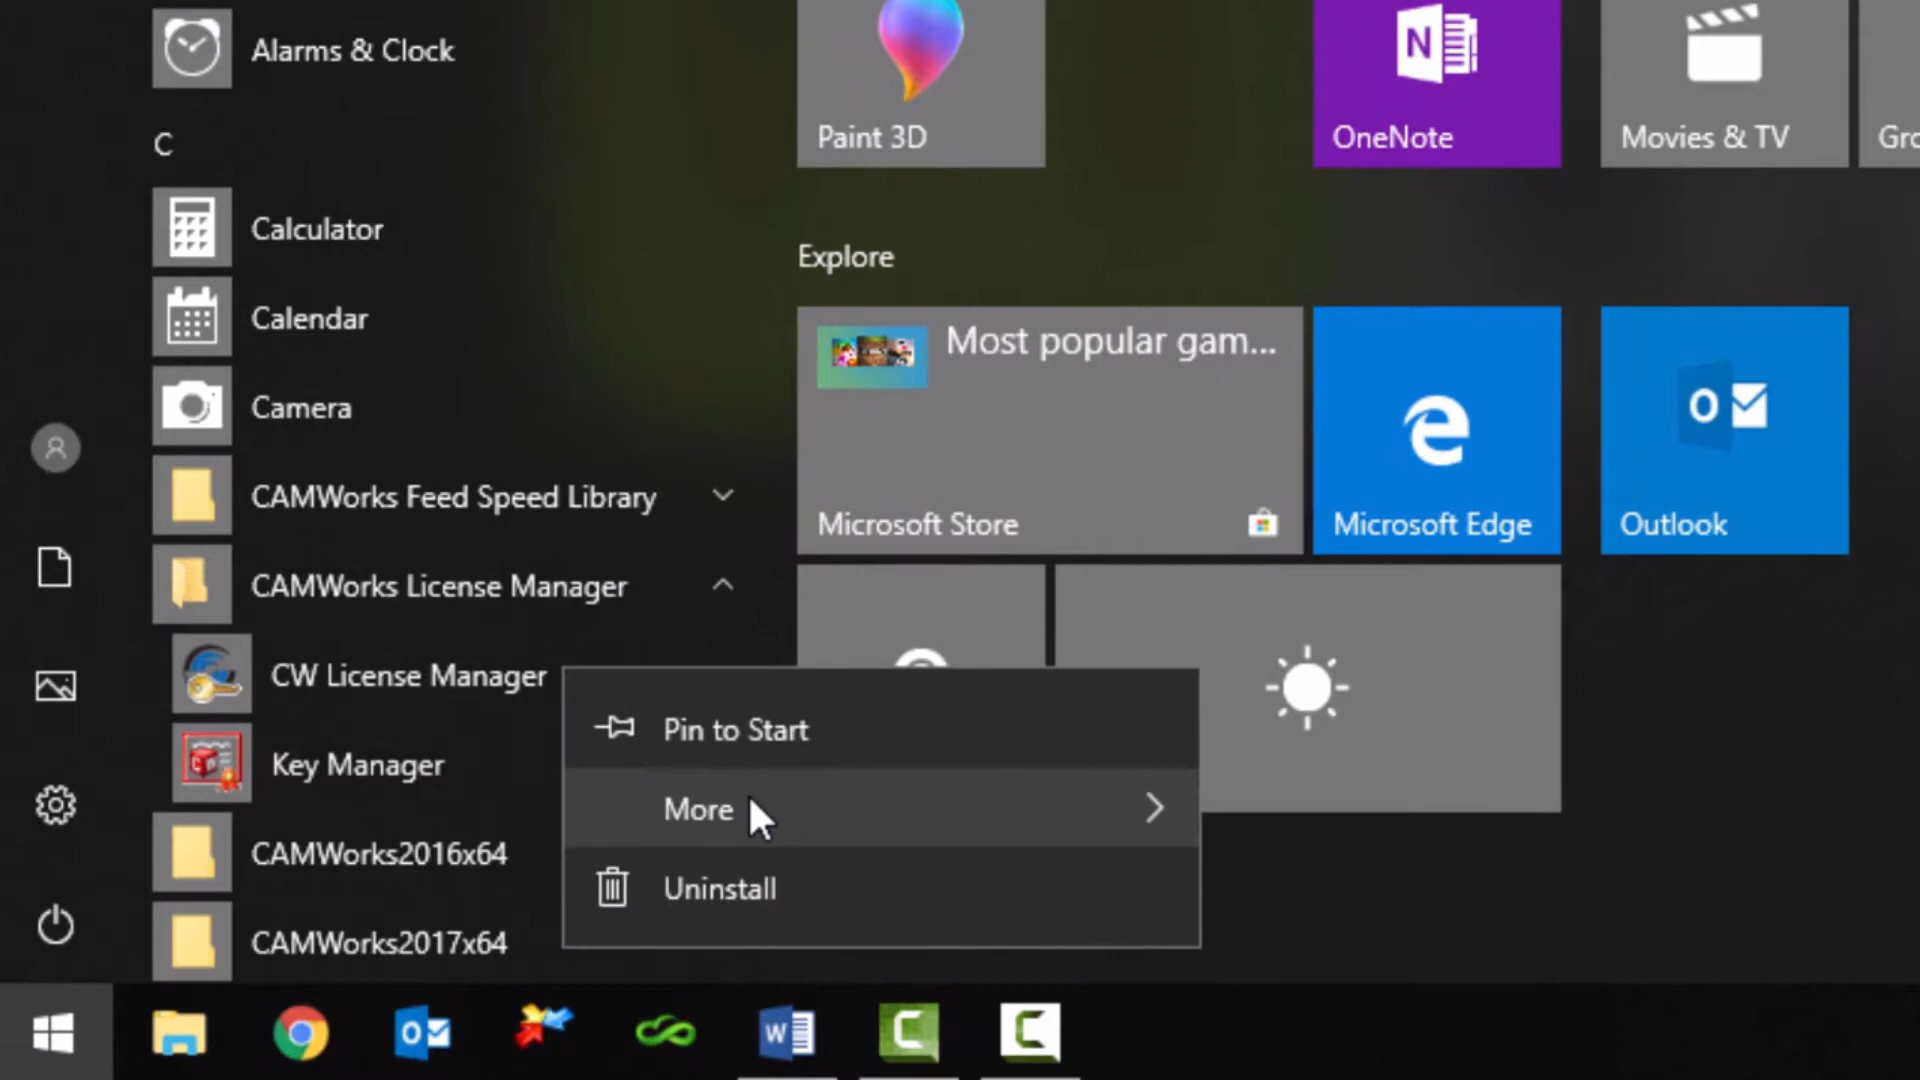 Alarms & Clock
C
Calculator
Calendar
Camera
CAMWorks Feed Speed Library
CAMWorks License Manager
CW License Manager
Key Manager
CAMWorks2016x64
CAMWorks2017x64
Pin to Start
More
Uninstall
Paint 3D
N
OneNote
Movies & TV
Gro
Explore
Most popular gam...
Microsoft Store
Microsoft Edge
O
Outlook
O
W
C
C